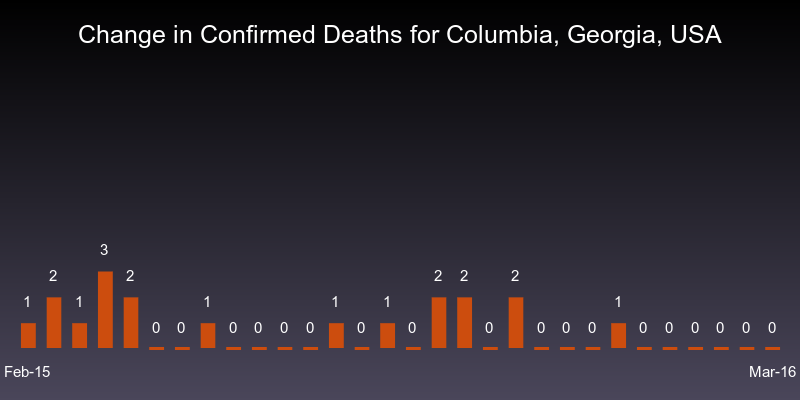 Change in Confirmed Deaths for Columbia, Georgia, USA
1 2 1 3 2 0 0 1 0 0 0 0 1 0 1 0 2 2 0 2 0 0 0 1 0 0 0 0 0 0
Feb-15 Mar-16